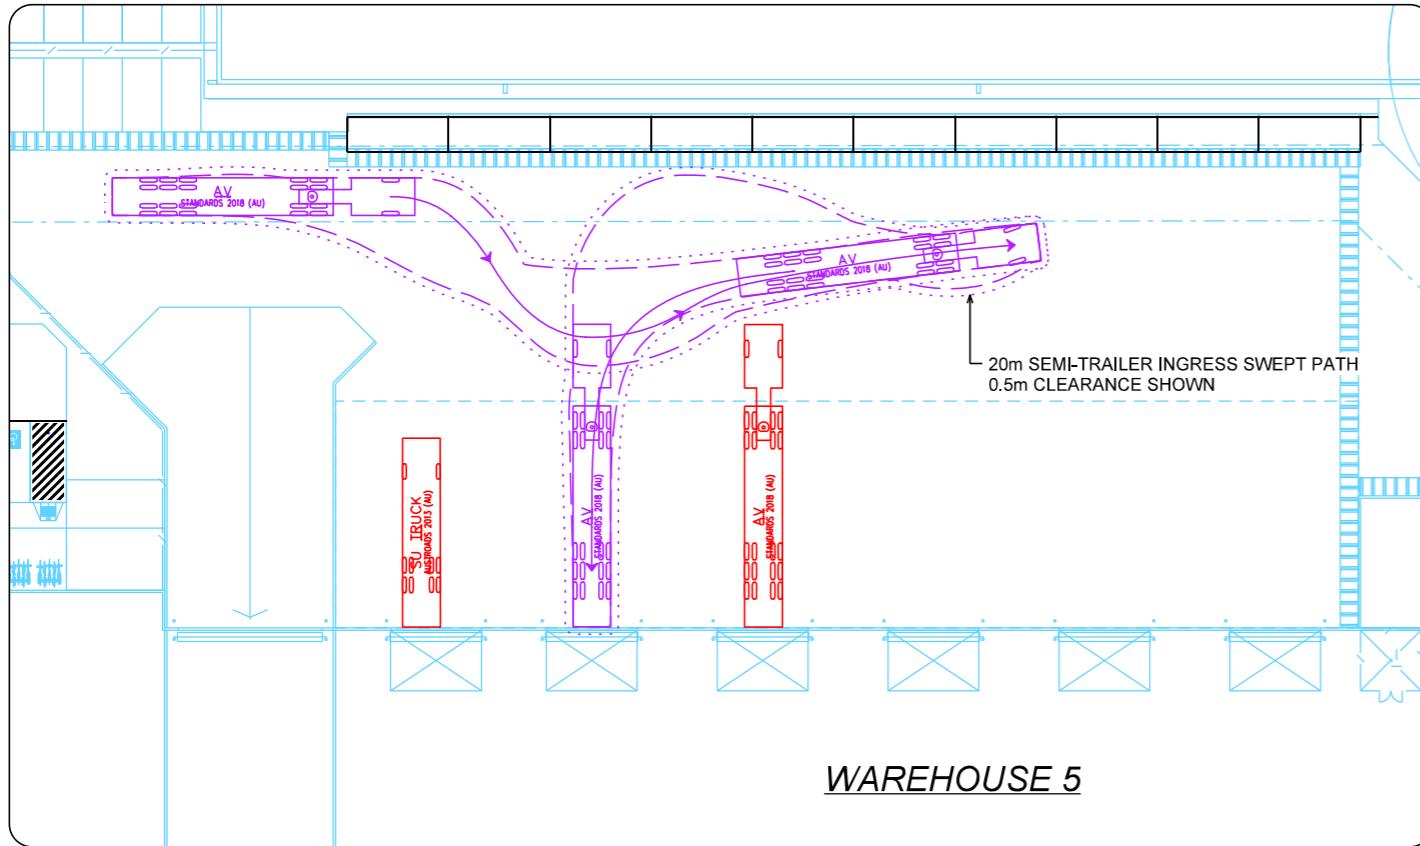 AV
STANDARDS 2018 (AU)
AV
STANDARDS 2018 (AU)
20m SEMI-TRAILER INGRESS SWEPT PATH
0.5m CLEARANCE SHOWN
SU TRUCK
AUSTROADS 2013 (AU)
AV
STANDARDS 2018 (AU)
AV
STANDARDS 2018 (AU)
WAREHOUSE 5